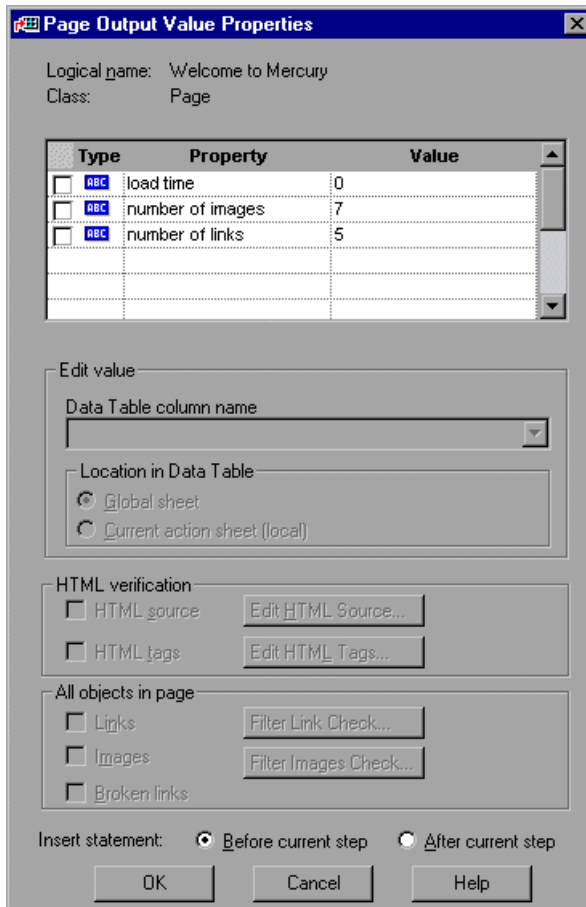 Page Output Value Properties
Logical name: Welcome to Mercury
Class: Page
Type Property Value
ABC load time 0
ABC number of images 7
ABC number of links 5
Edit value
Data Table column name
Location in Data Table
Global sheet
Current action sheet (local)
HTML verification
HTML source Edit HTML Source...
HTML tags Edit HTML Tags...
All objects in page
Links Filter Link Check...
Images Filter Images Check...
Broken links
Insert statement: Before current step After current step
OK Cancel Help